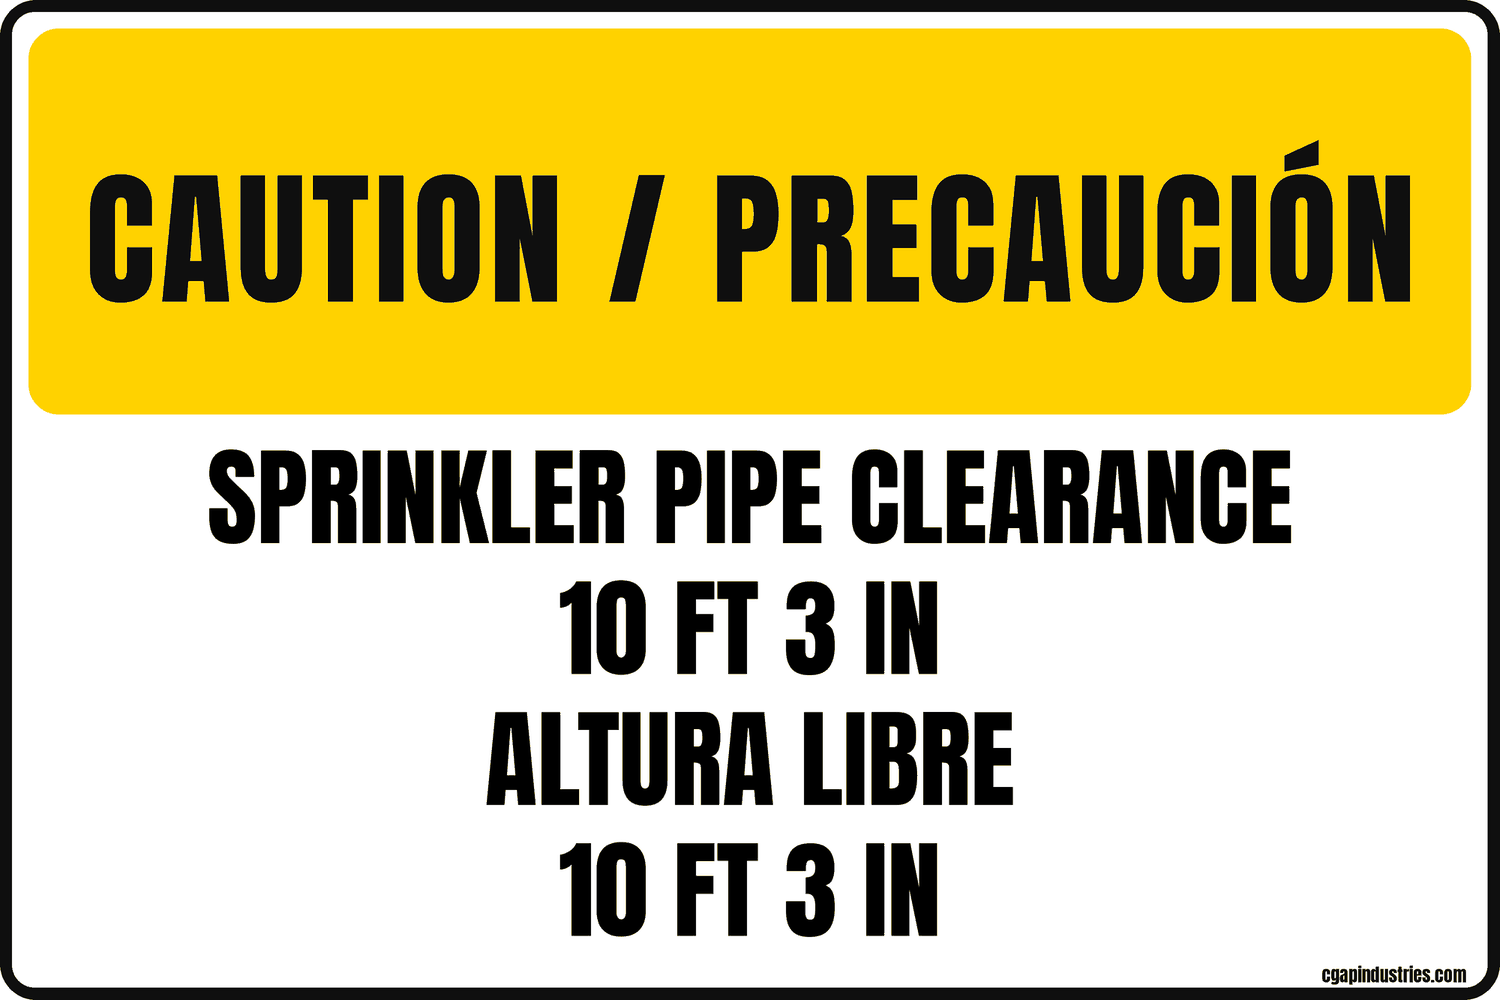 CAUTION / PRECAUCIÓN
SPRINKLER PIPE CLEARANCE
10 FT 3 IN
ALTURA LIBRE
10 FT 3 IN
cgapindustries.com